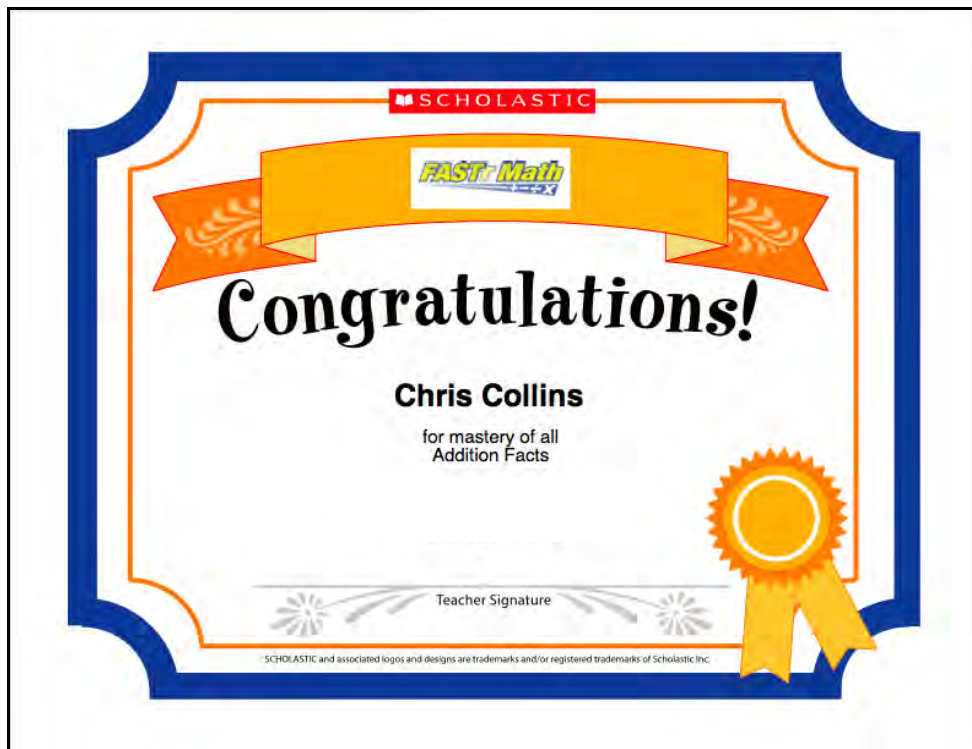 SCHOLASTIC
FASTT Math
Congratulations!
Chris Collins
for mastery of all
Addition Facts
Teacher Signature
SCHOLASTIC and associated logos and designs are trademarks and/or registered trademarks of Scholastic Inc.